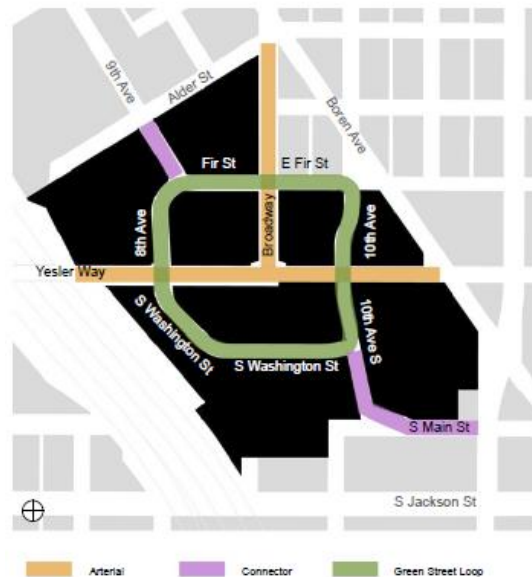 9th Ave
Alder St
Boren Ave
Fir St
E Fir St
8th Ave
Broadway
10th Ave
Yesler Way
S Washington St
10th Ave S
S Washington St
S Main St
S Jackson St
Arterial
Connector
Green Street Loop